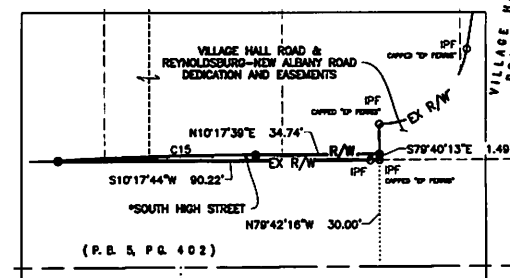 VILLAGE HALL ROAD &
REYNOLDSBURG-NEW ALBANY ROAD
DEDICATION AND EASEMENTS
IPF
CAPPED "EP FERRIS"
VILLAGE H
IPF
CAPPED "EP FERRIS"
EX R/W
N10°17'39"E 34.74'
C15
R/W
S79°40'13"E 1.49
EX R/W
IPF
IPF
CAPPED "EP FERRIS"
S10°17'44"W 90.22'
*SOUTH HIGH STREET
N79°42'16"W 30.00'
(P.B. 5, PG. 402)